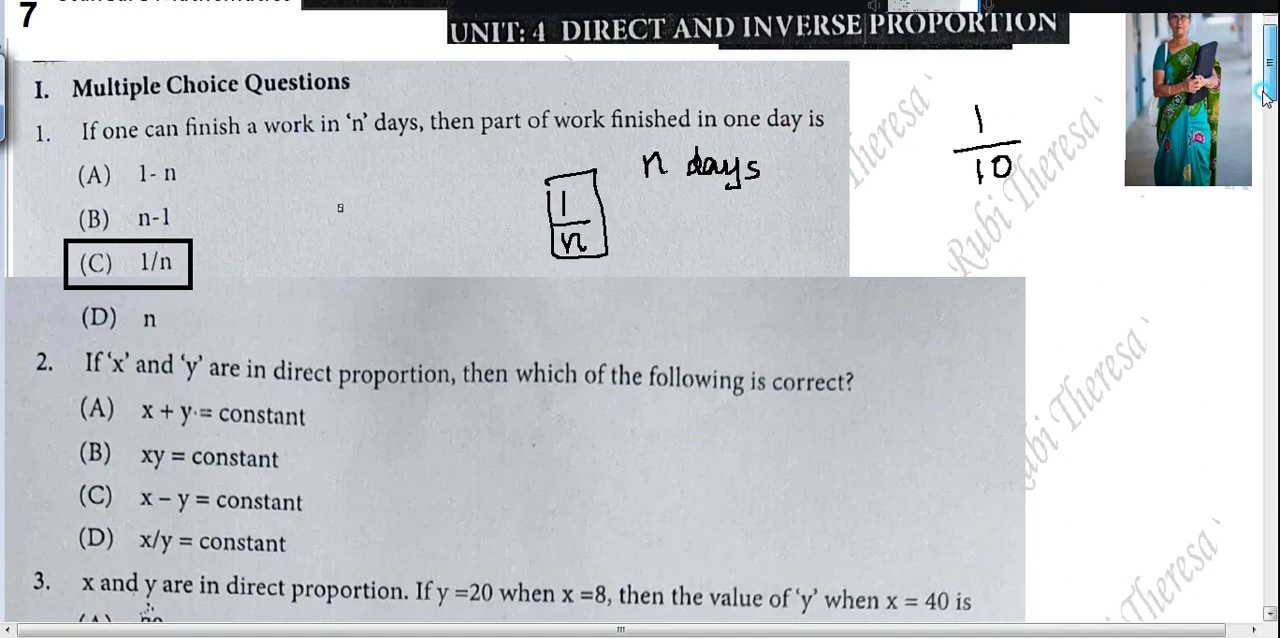 7
UNIT: 4 DIRECT AND INVERSE PROPORTION
I. Multiple Choice Questions
1. If one can finish a work in ‘n’ days, then part of work finished in one day is
(A) 1- n
(B) n-1
(C) 1/n
(D) n
n days
1
n
1
10
2. If ‘x’ and ‘y’ are in direct proportion, then which of the following is correct?
(A) x + y = constant
(B) xy = constant
(C) x – y = constant
(D) x/y = constant
3. x and y are in direct proportion. If y =20 when x =8, then the value of ‘y’ when x = 40 is
Theresa
Rubi Theresa
Theresa
Theresa